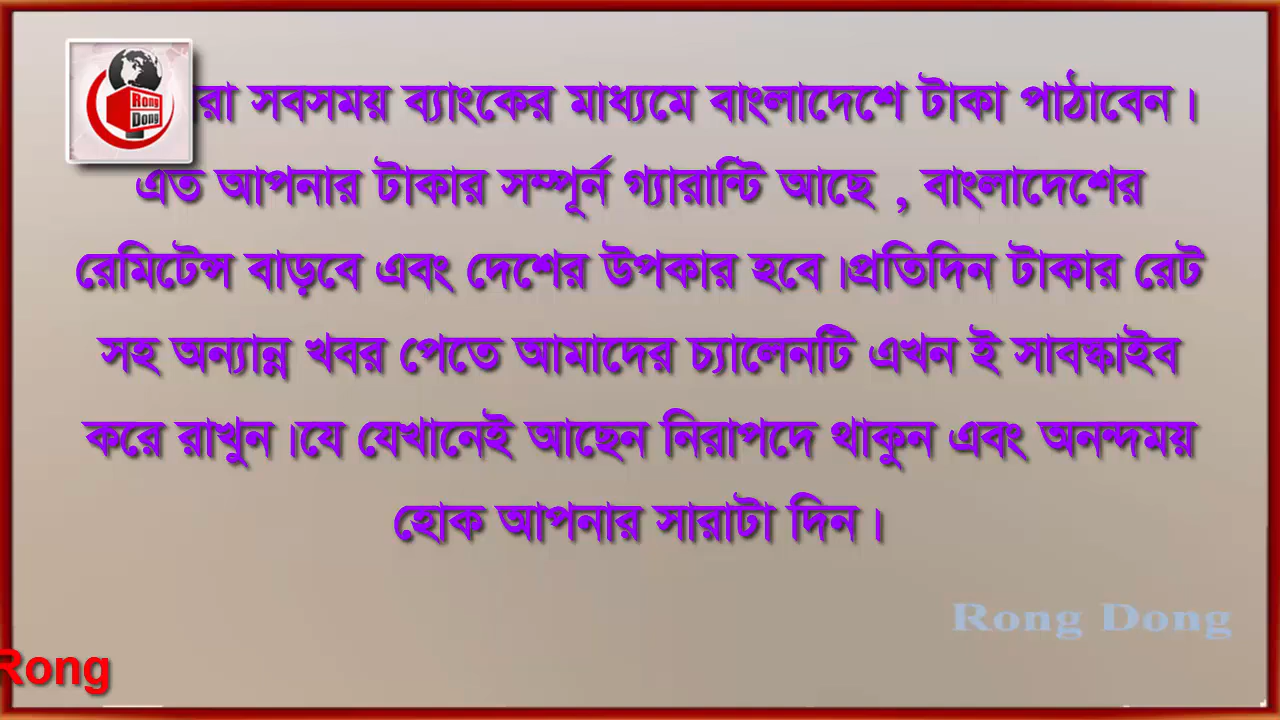 Rong
Dong
রা সবসময় ব্যাংকের মাধ্যমে বাংলাদেশে টাকা পাঠাবেন।
এত আপনার টাকার সম্পূর্ন গ্যারান্টি আছে , বাংলাদেশের
রেমিটেন্স বাড়বে এবং দেশের উপকার হবে।প্রতিদিন টাকার রেট
সহ অন্যান্ন খবর পেতে আমাদের চ্যালেনটি এখন ই সাবস্কাইব
করে রাখুন।যে যেখানেই আছেন নিরাপদে থাকুন এবং অনন্দময়
হোক আপনার সারাটা দিন।
Rong Dong
Rong